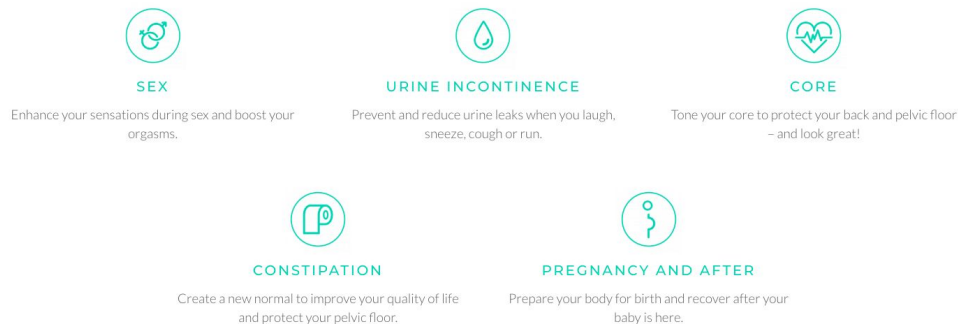 SEX
Enhance your sensations during sex and boost your
orgasms.
URINE INCONTINENCE
Prevent and reduce urine leaks when you laugh,
sneeze, cough or run.
CORE
Tone your core to protect your back and pelvic floor
– and look great!
CONSTIPATION
Create a new normal to improve your quality of life
and protect your pelvic floor.
PREGNANCY AND AFTER
Prepare your body for birth and recover after your
baby is here.